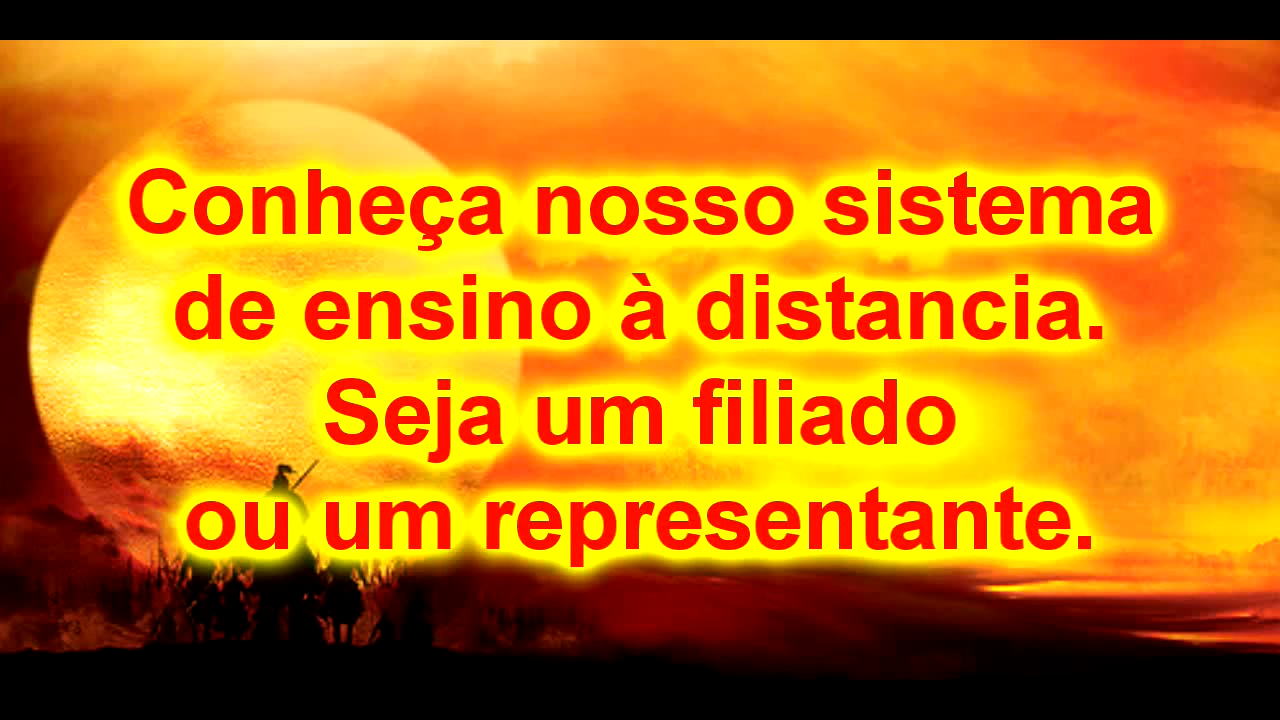 Conheça nosso sistema
de ensino à distancia.
Seja um filiado
ou um representante.